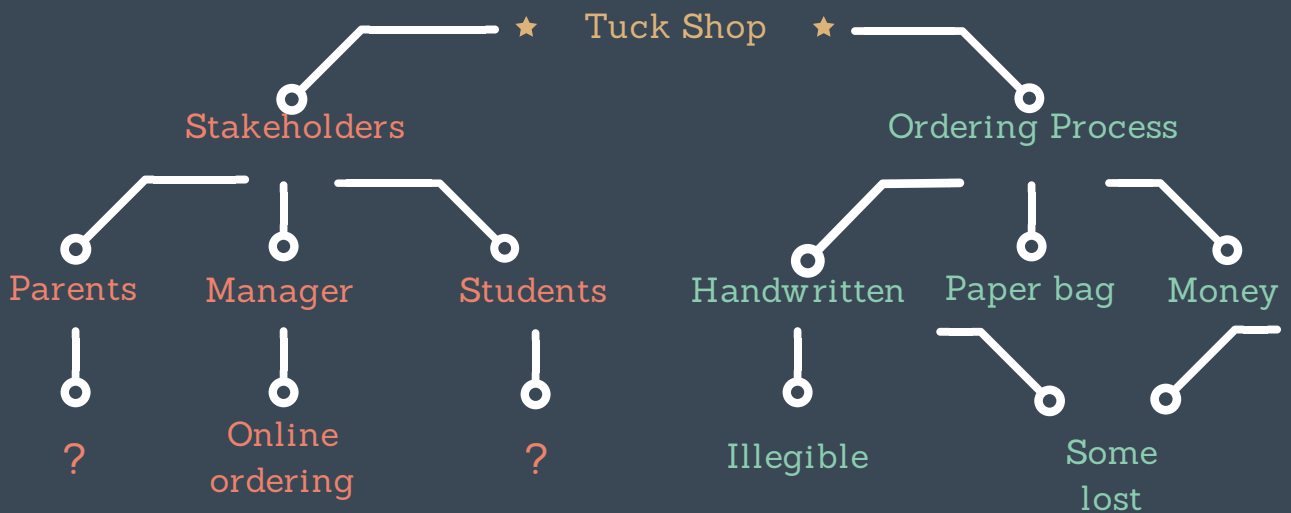 Tuck Shop
Stakeholders
Ordering Process
Parents
Manager
Students
Handwritten
Paper bag
Money
?
Online
ordering
?
Illegible
Some
lost